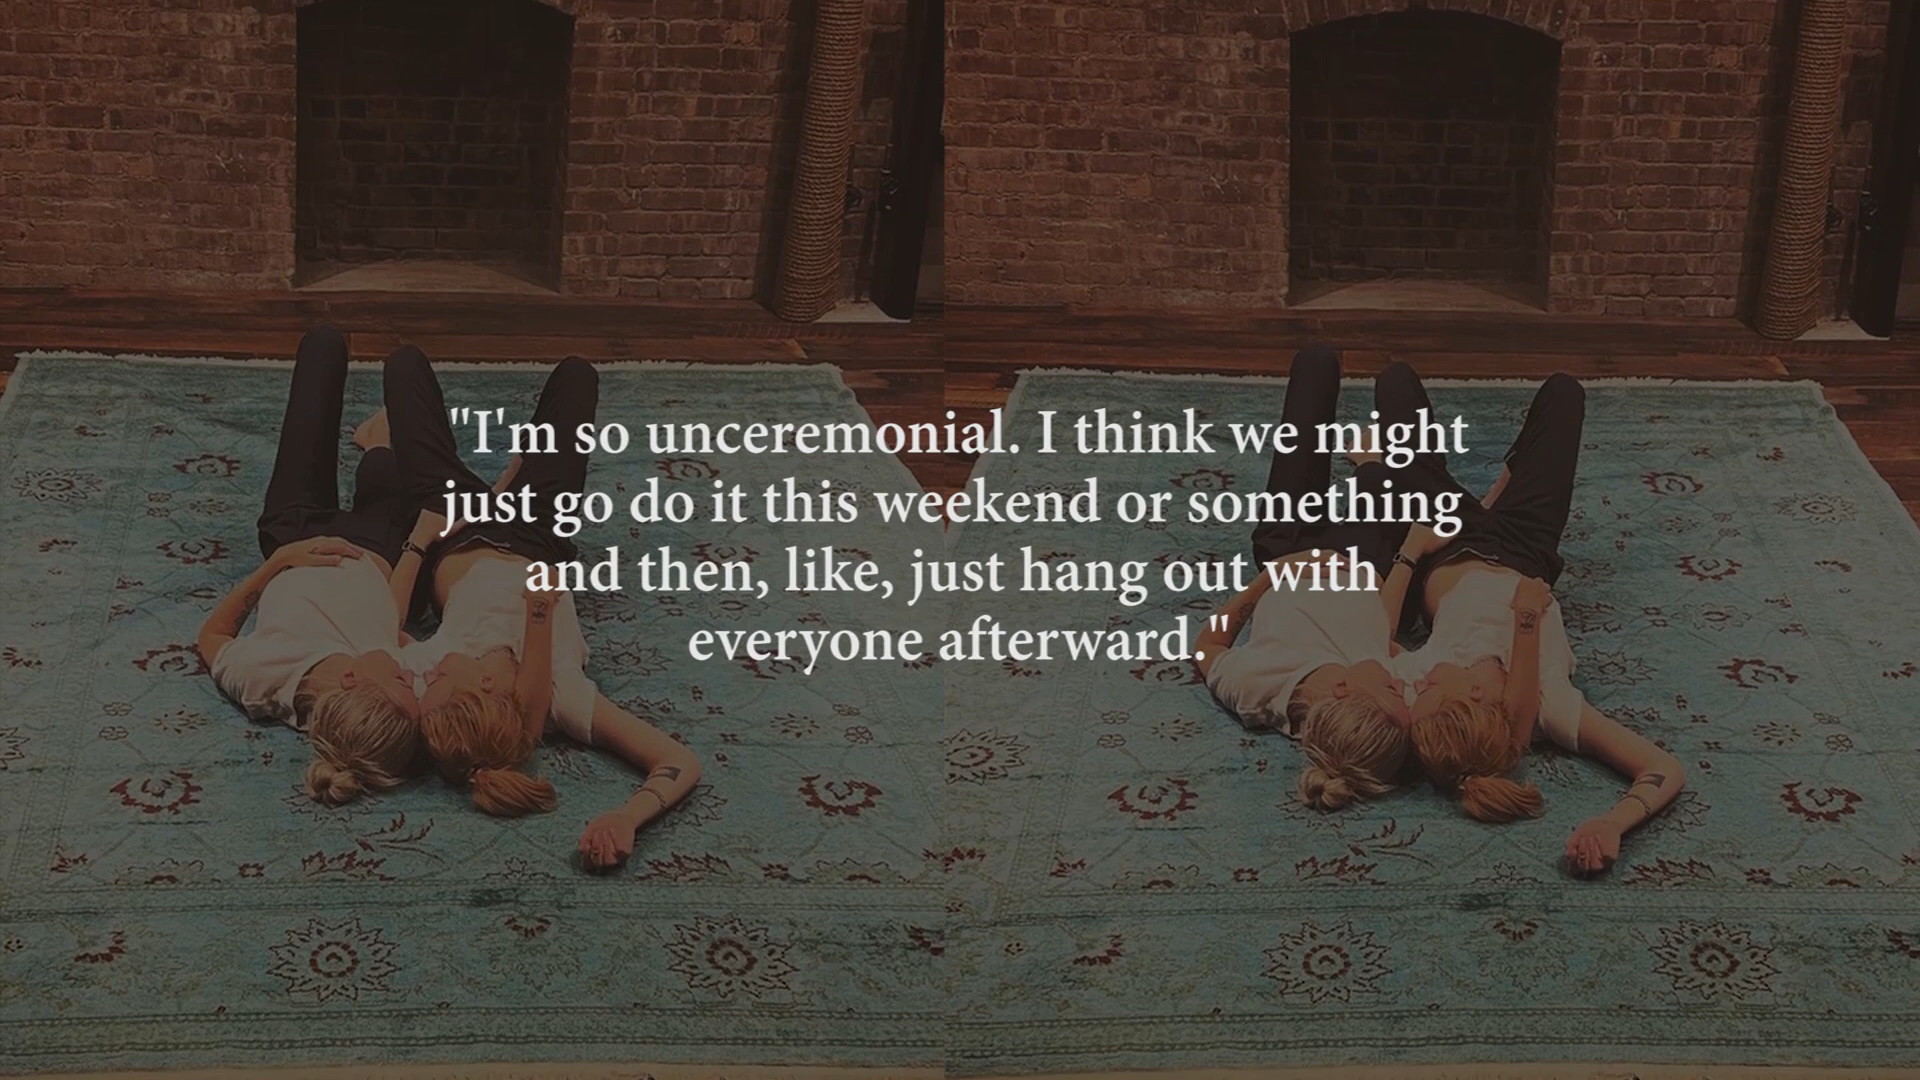 "I'm so unceremonial. I think we might
just go do it this weekend or something
and then, like, just hang out with
everyone afterward."